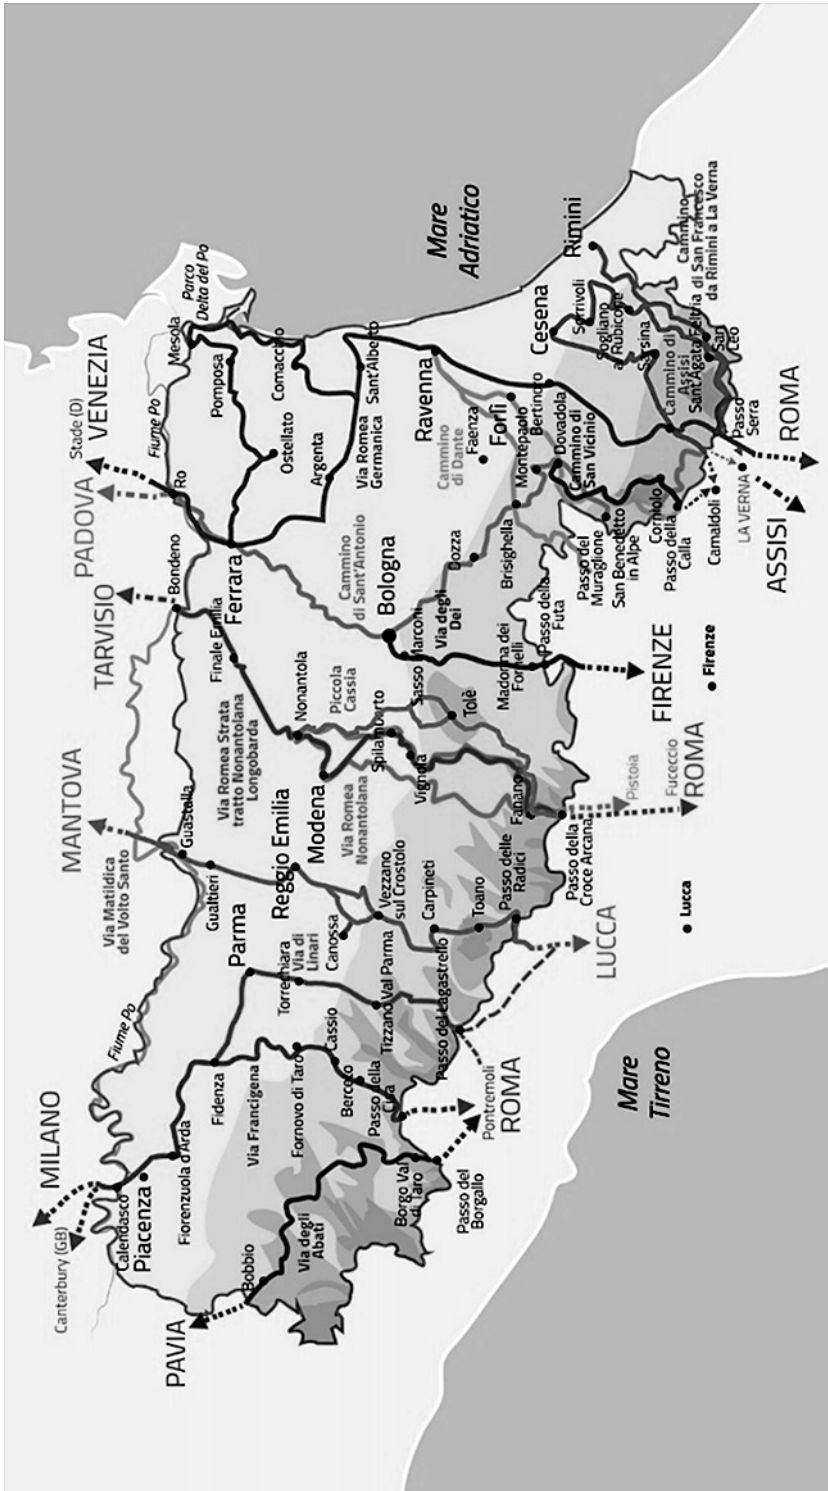 MILANO
Canterbury (GB)
PAVIA
Calendasco
Piacenza
Fiorenzuola d'Arda
Bobbio
Via degli
Abati
Borgo Val
di Taro
Passo del
Borgallo
Fiume Po
Fidenza
Via Francigena
Fornovo di Taro
Cassio
Berceto
Passo della
Cisa
Pontremoli
ROMA
Parma
Torrechiara
Via di
Linari
Tizzano Val Parma
Passo del Lagastrello
LUCCA
Via Matildica
del Volto Santo
MANTOVA
Guastalla
Gualtieri
Reggio Emilia
Canossa
Vezzano
sul Crostolo
Carpineti
Toano
Passo delle
Radici
Via Romea Strata
tratto Nonantolana
Longobarda
Modena
Via Romea
Nonantolana
Nonantola
Piccola
Cassia
Spilamberto
Vignola
Tolè
Fanano
Passo della
Croce Arcana
Pistoia
Fuceccio
ROMA
Lucca
TARVISIO
Bondeno
Finale Emilia
PADOVA
Stade (D)
VENEZIA
Fiume Po
Ro
Ferrara
Cammino
di Sant'Antonio
Bologna
Sasso Marconi
Via degli
Dei
Madonna dei
Fornelli
Passo della
Futa
FIRENZE
Firenze
Mesola
Parco
Delta del Po
Pomposa
Comacchio
Ostellato
Argenta
Sant'Alberto
Via Romea
Germanica
Ravenna
Cammino
di Dante
Faenza
Forlì
Dozza
Brisighella
Montepaolo
Bertinoro
Dovadola
Cammino di
San Vicinio
Passo del
Muraglione
San Benedetto
in Alpe
Corniolo
Passo della
Calla
Camaldoli
LA VERNA
ASSISI
Passo
Serra
ROMA
Cesena
Sorrivoli
Sogliano
al Rubicone
Sarsina
Cammino di
Assisi
Sant'Agata Feltria
San
Leo
Rimini
Cammino
di San Francesco
da Rimini a La Verna
Mare
Adriatico
Mare
Tirreno